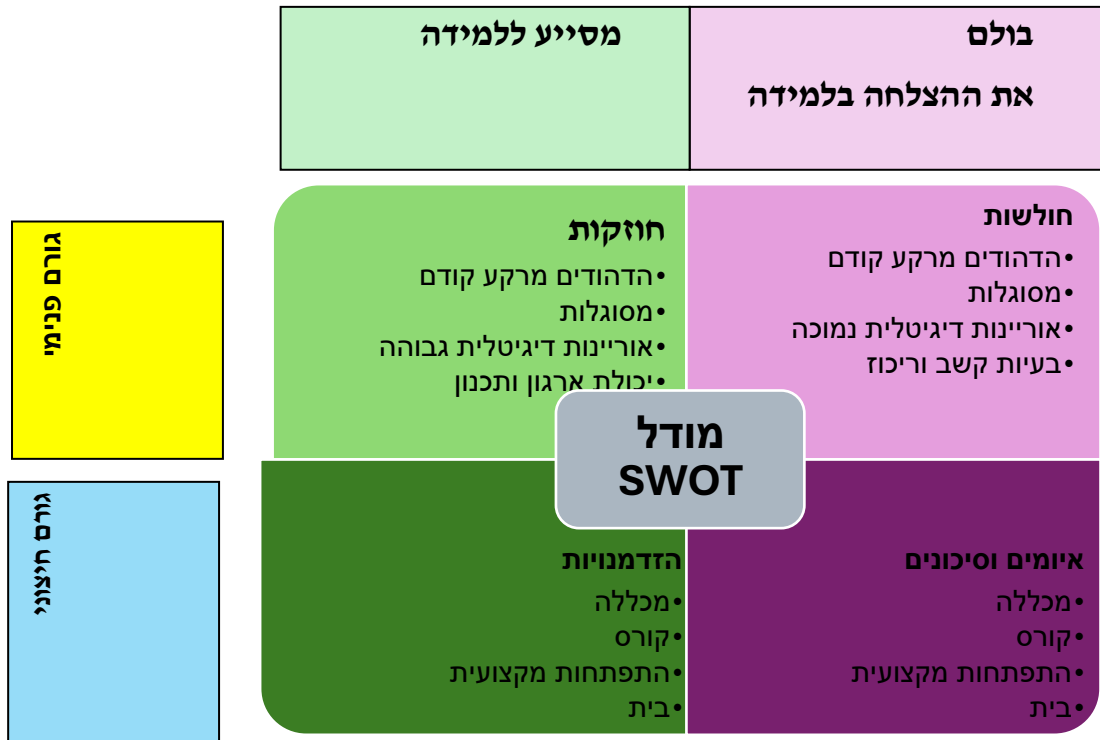 בולם
את ההצלחה בלמידה
מסייע ללמידה
גורם פנימי
חולשות
•הדהודים מרקע קודם
•מסוגלות
•אוריינות דיגיטלית נמוכה
•בעיות קשב וריכוז
חוזקות
•הדהודים מרקע קודם
•מסוגלות
•אוריינות דיגיטלית גבוהה
•יכולת ארגון ותכנון
מודל
SWOT
גורם חיצוני
איומים וסיכונים
•מכללה
•קורס
•התפתחות מקצועית
•בית
הזדמנויות
•מכללה
•קורס
•התפתחות מקצועית
•בית